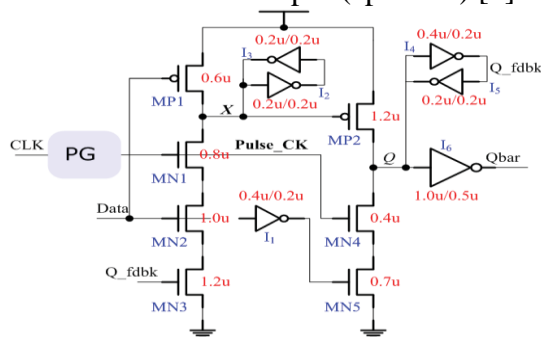 0.4u/0.2u
I3
0.2u/0.2u
I4
Q_fdbk
0.6u
I2
I5
MP1
0.2u/0.2u
0.2u/0.2u
X
1.2u
MP2
CLK
PG
0.8u
Pulse_CK
Q
I6
Qbar
MN1
0.4u/0.2u
1.0u/0.5u
Data
1.0u
0.4u
MN2
I1
MN4
Q_fdbk
1.2u
0.7u
MN3
MN5